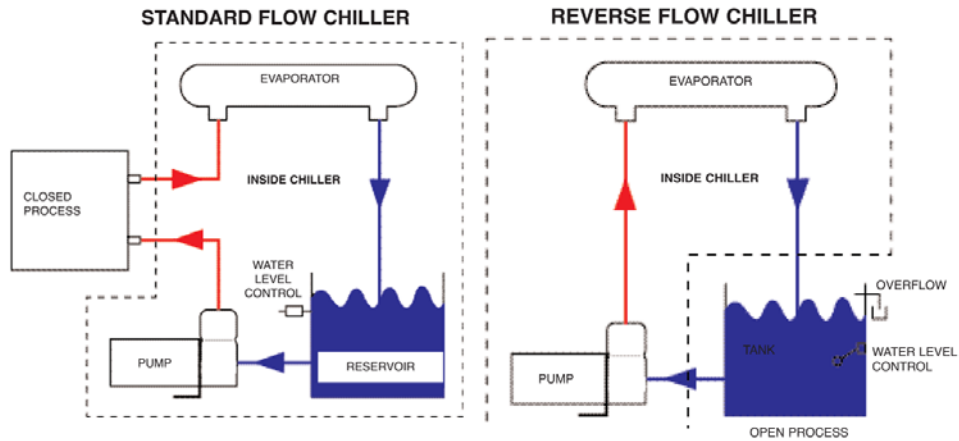 STANDARD FLOW CHILLER
EVAPORATOR
INSIDE CHILLER
CLOSED
PROCESS
WATER
LEVEL
CONTROL
PUMP
RESERVOIR
REVERSE FLOW CHILLER
EVAPORATOR
INSIDE CHILLER
OVERFLOW
TANK
WATER LEVEL
CONTROL
PUMP
OPEN PROCESS